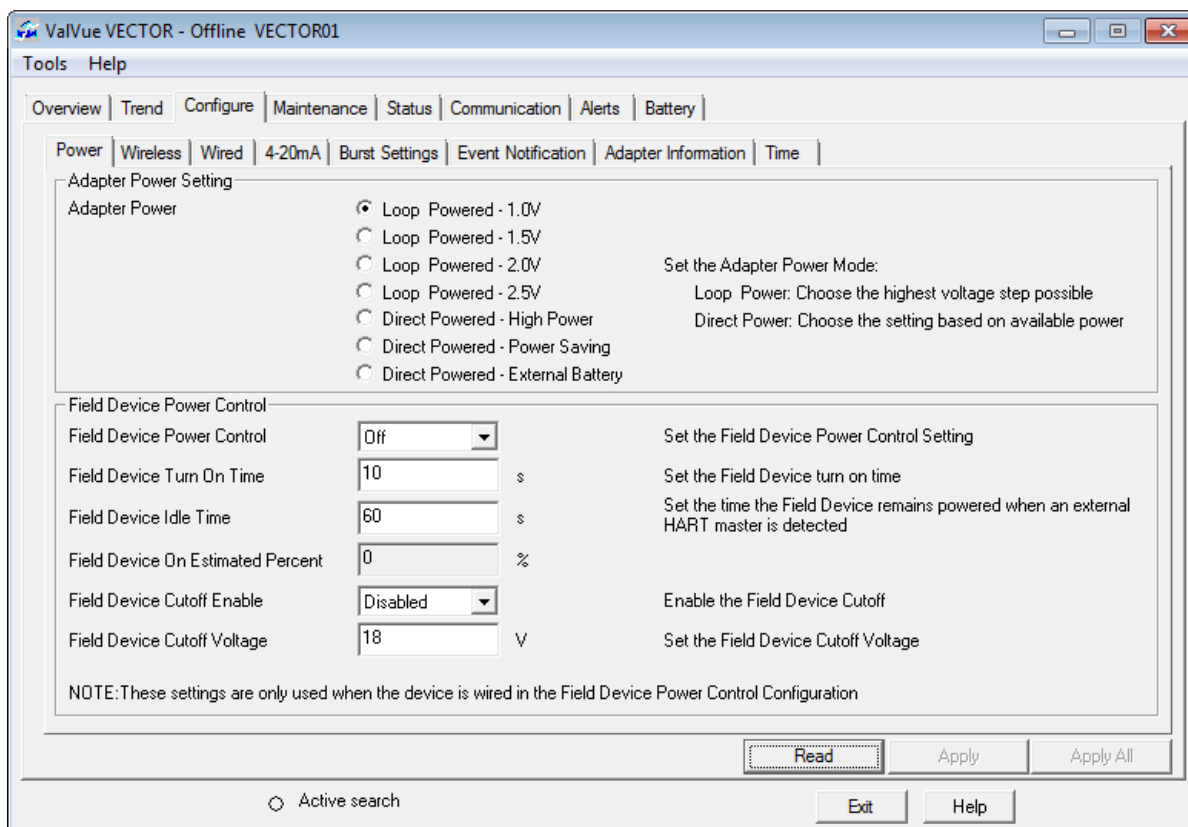 ValVue VECTOR - Offline VECTOR01
Tools Help
Overview Trend Configure Maintenance Status Communication Alerts Battery
Power Wireless Wired 4-20mA Burst Settings Event Notification Adapter Information Time
Adapter Power Setting
Adapter Power
Loop Powered - 1.0V
Loop Powered - 1.5V
Loop Powered - 2.0V
Set the Adapter Power Mode:
Loop Powered - 2.5V
Loop Power: Choose the highest voltage step possible
Direct Powered - High Power
Direct Power: Choose the setting based on available power
Direct Powered - Power Saving
Direct Powered - External Battery
Field Device Power Control
Field Device Power Control Off Set the Field Device Power Control Setting
Field Device Turn On Time 10 s Set the Field Device turn on time
Field Device Idle Time 60 s Set the time the Field Device remains powered when an external
HART master is detected
Field Device On Estimated Percent 0 %
Field Device Cutoff Enable Disabled Enable the Field Device Cutoff
Field Device Cutoff Voltage 18 V Set the Field Device Cutoff Voltage
NOTE:These settings are only used when the device is wired in the Field Device Power Control Configuration
Read Apply Apply All
Active search Exit Help